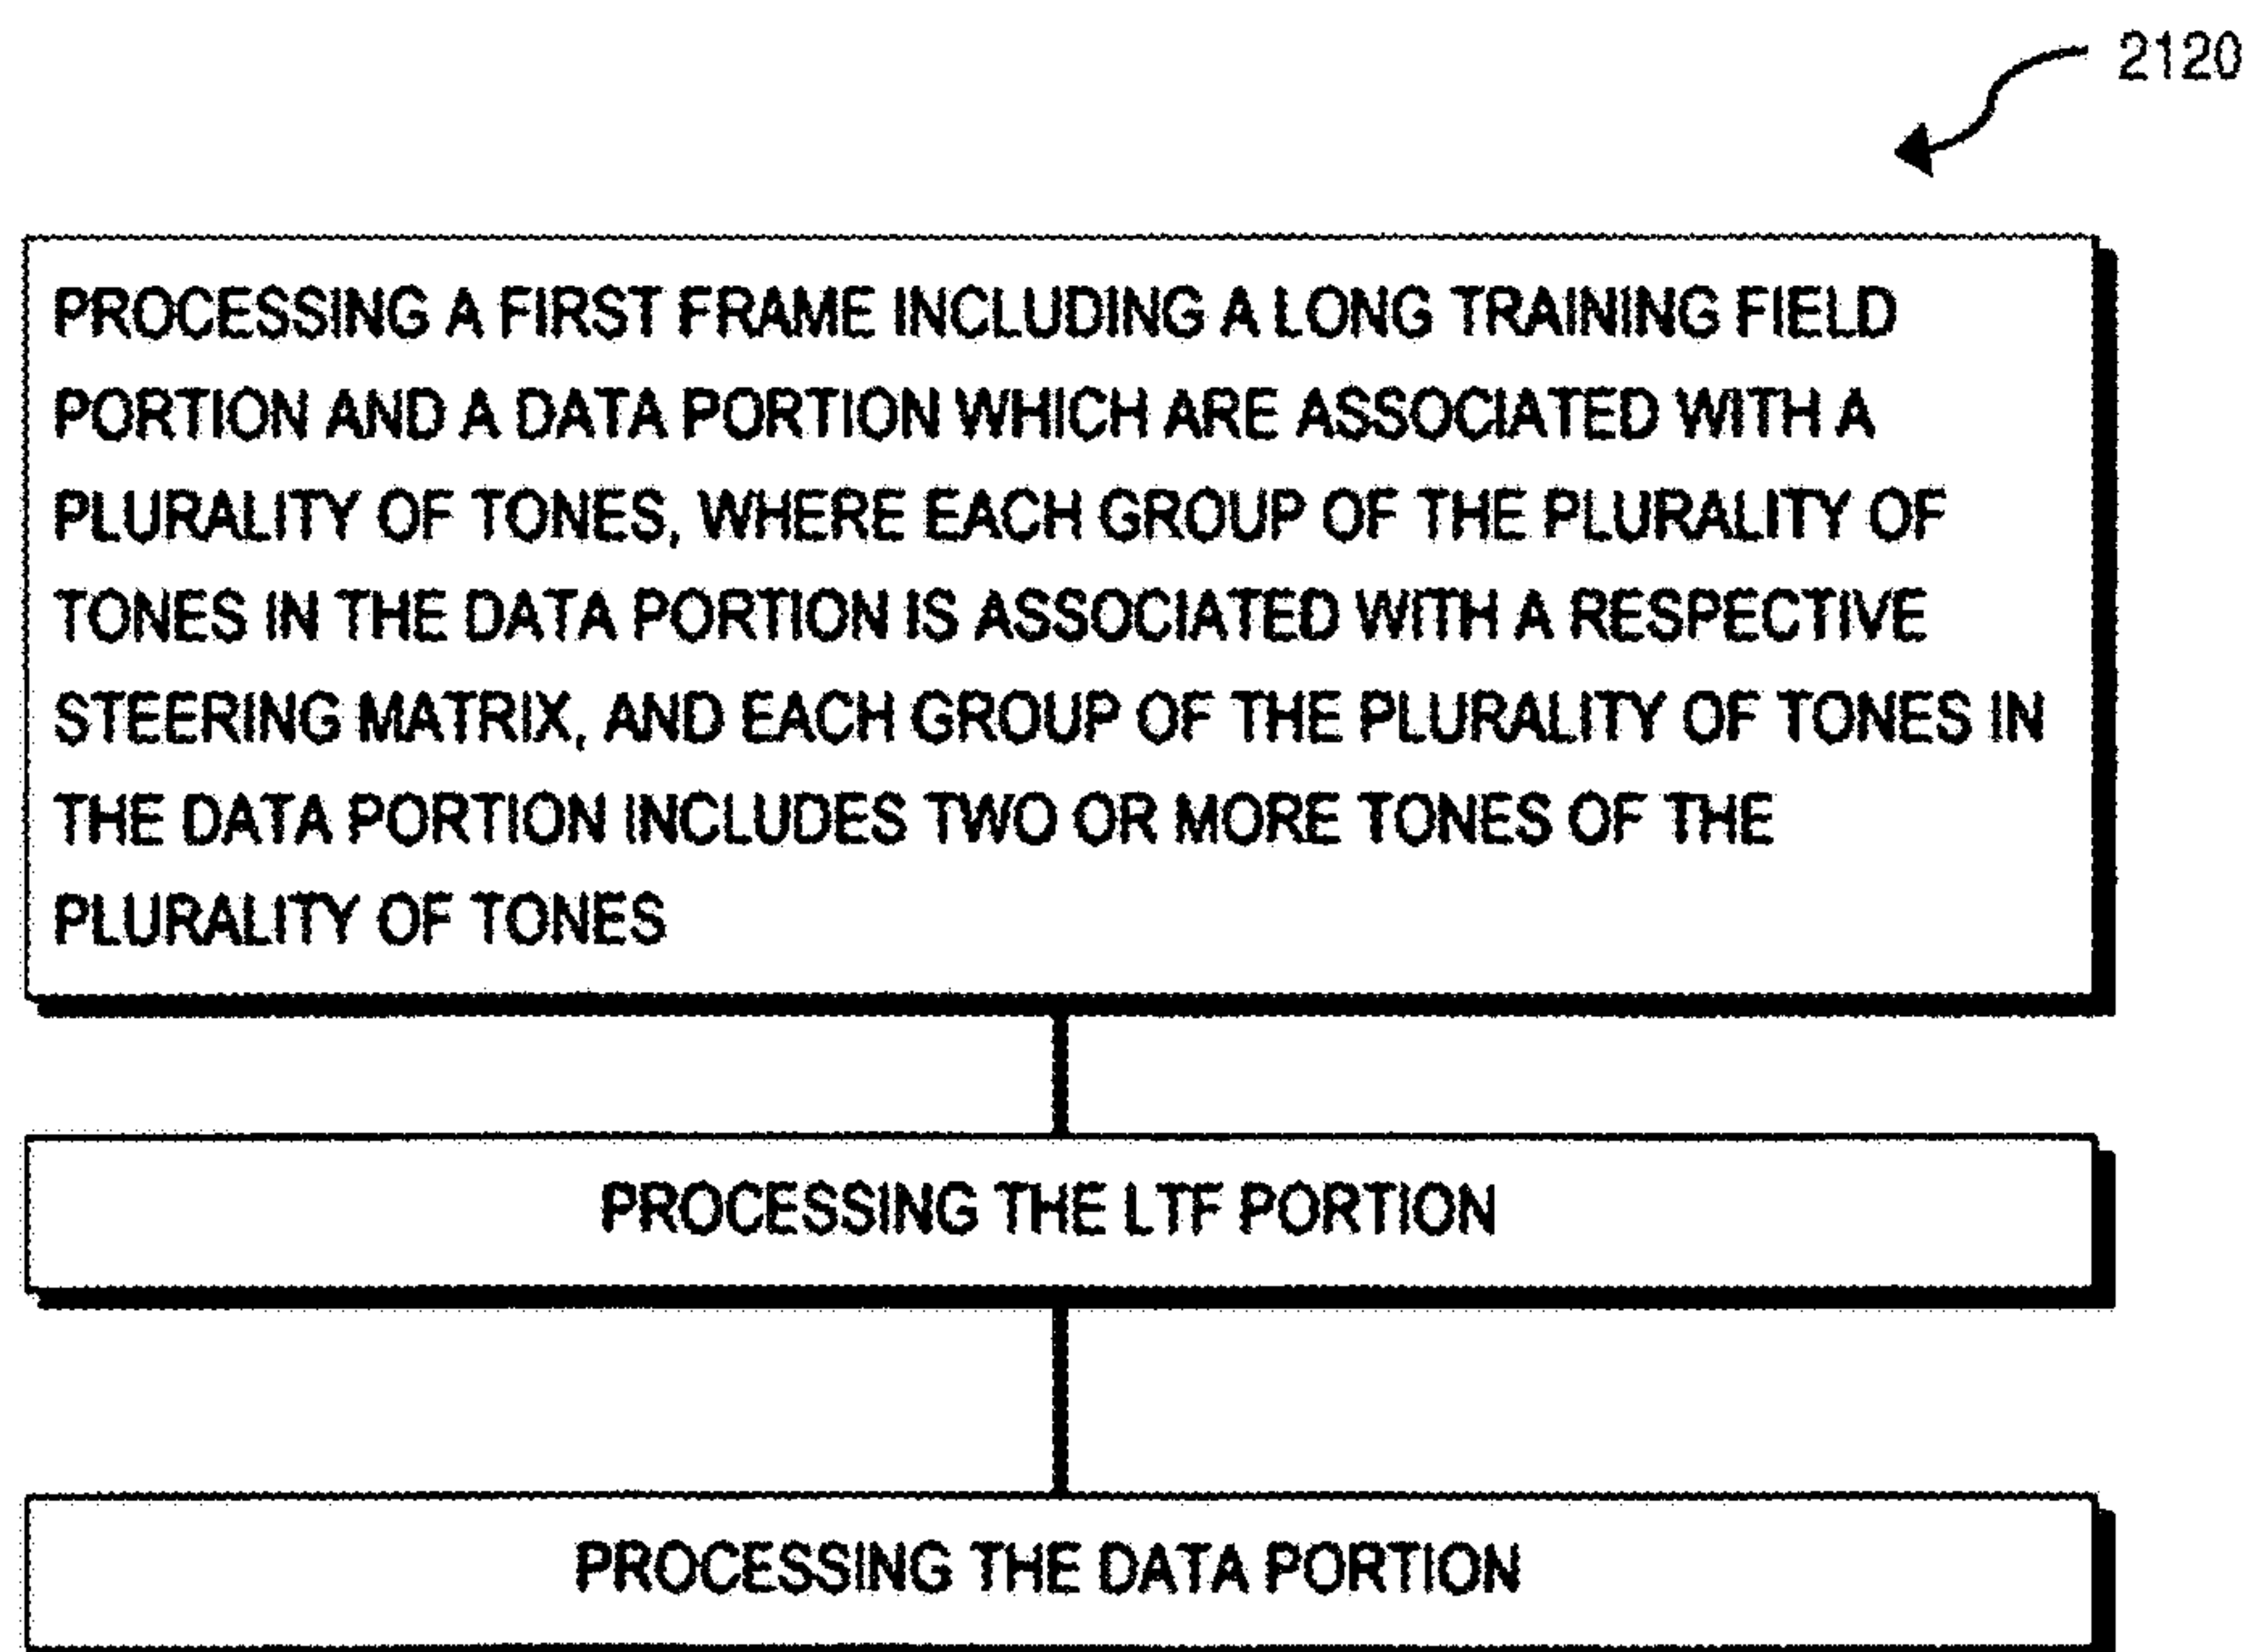 2120
PROCESSING A FIRST FRAME INCLUDING A LONG TRAINING FIELD
PORTION AND A DATA PORTION WHICH ARE ASSOCIATED WITH A
PLURALITY OF TONES, WHERE EACH GROUP OF THE PLURALITY OF
TONES IN THE DATA PORTION IS ASSOCIATED WITH A RESPECTIVE
STEERING MATRIX, AND EACH GROUP OF THE PLURALITY OF TONES IN
THE DATA PORTION INCLUDES TWO OR MORE TONES OF THE
PLURALITY OF TONES
PROCESSING THE LTF PORTION
PROCESSING THE DATA PORTION